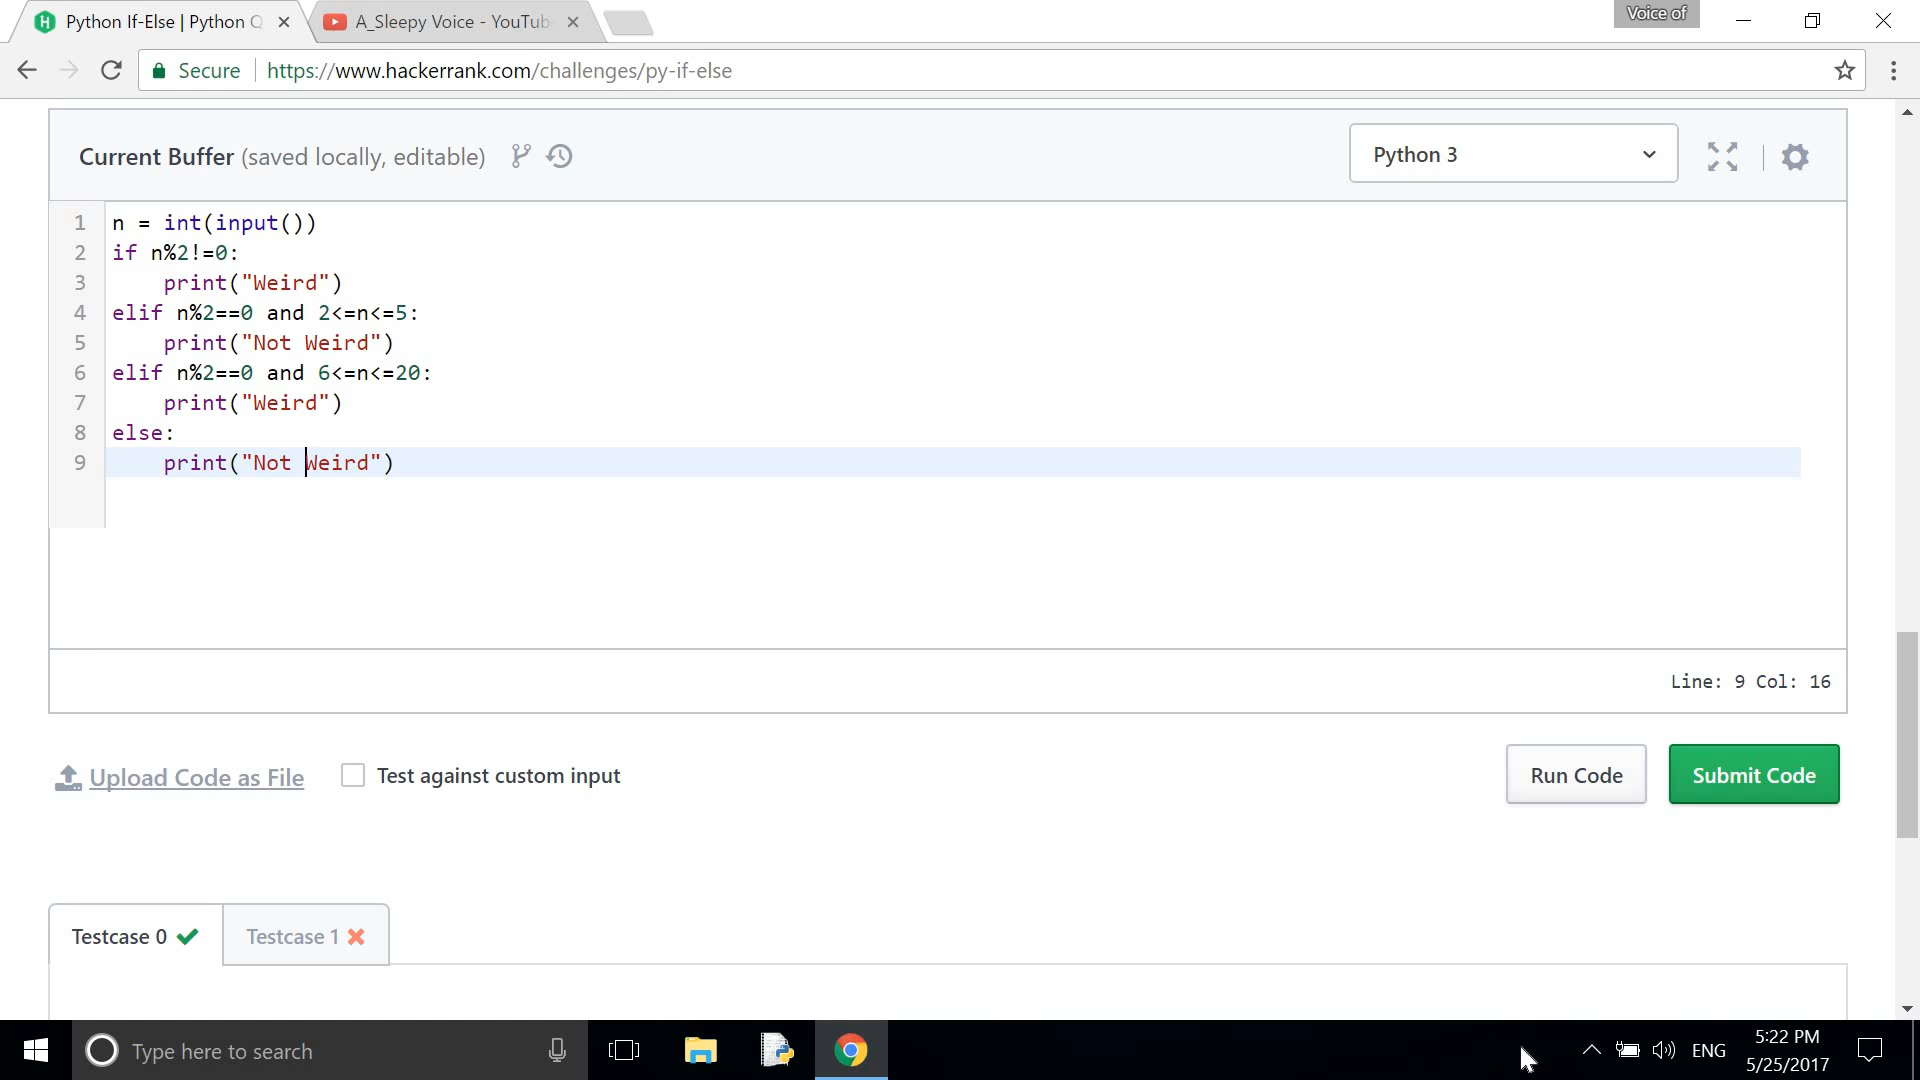 Python If-Else | Python Q
A_Sleepy Voice - YouTub
Voice of
Secure
https://www.hackerrank.com/challenges/py-if-else
Current Buffer (saved locally, editable)
Python 3
1 n = int(input())
2 if n%2!=0:
3 print("Weird")
4 elif n%2==0 and 2<=n<=5:
5 print("Not Weird")
6 elif n%2==0 and 6<=n<=20:
7 print("Weird")
8 else:
9 print("Not Weird")
Line: 9 Col: 16
Upload Code as File
Test against custom input
Run Code
Submit Code
Testcase 0
Testcase 1
Type here to search
ENG
5:22 PM
5/25/2017